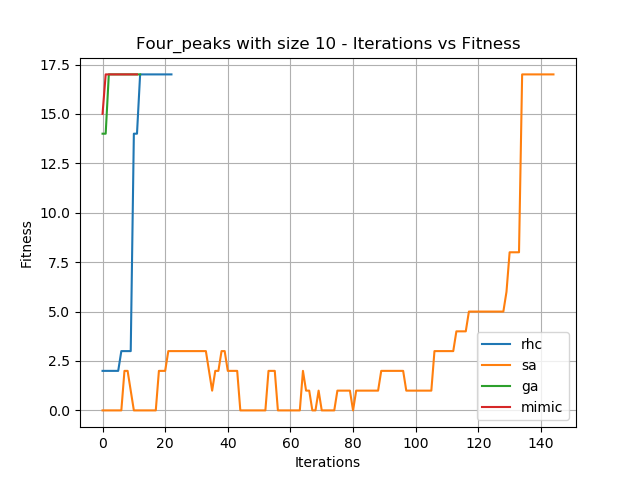 Four_peaks with size 10 - Iterations vs Fitness
17.5
15.0
12.5
10.0
7.5
5.0
2.5
0.0
Fitness
0 20 40 60 80 100 120 140
Iterations
rhc
sa
ga
mimic